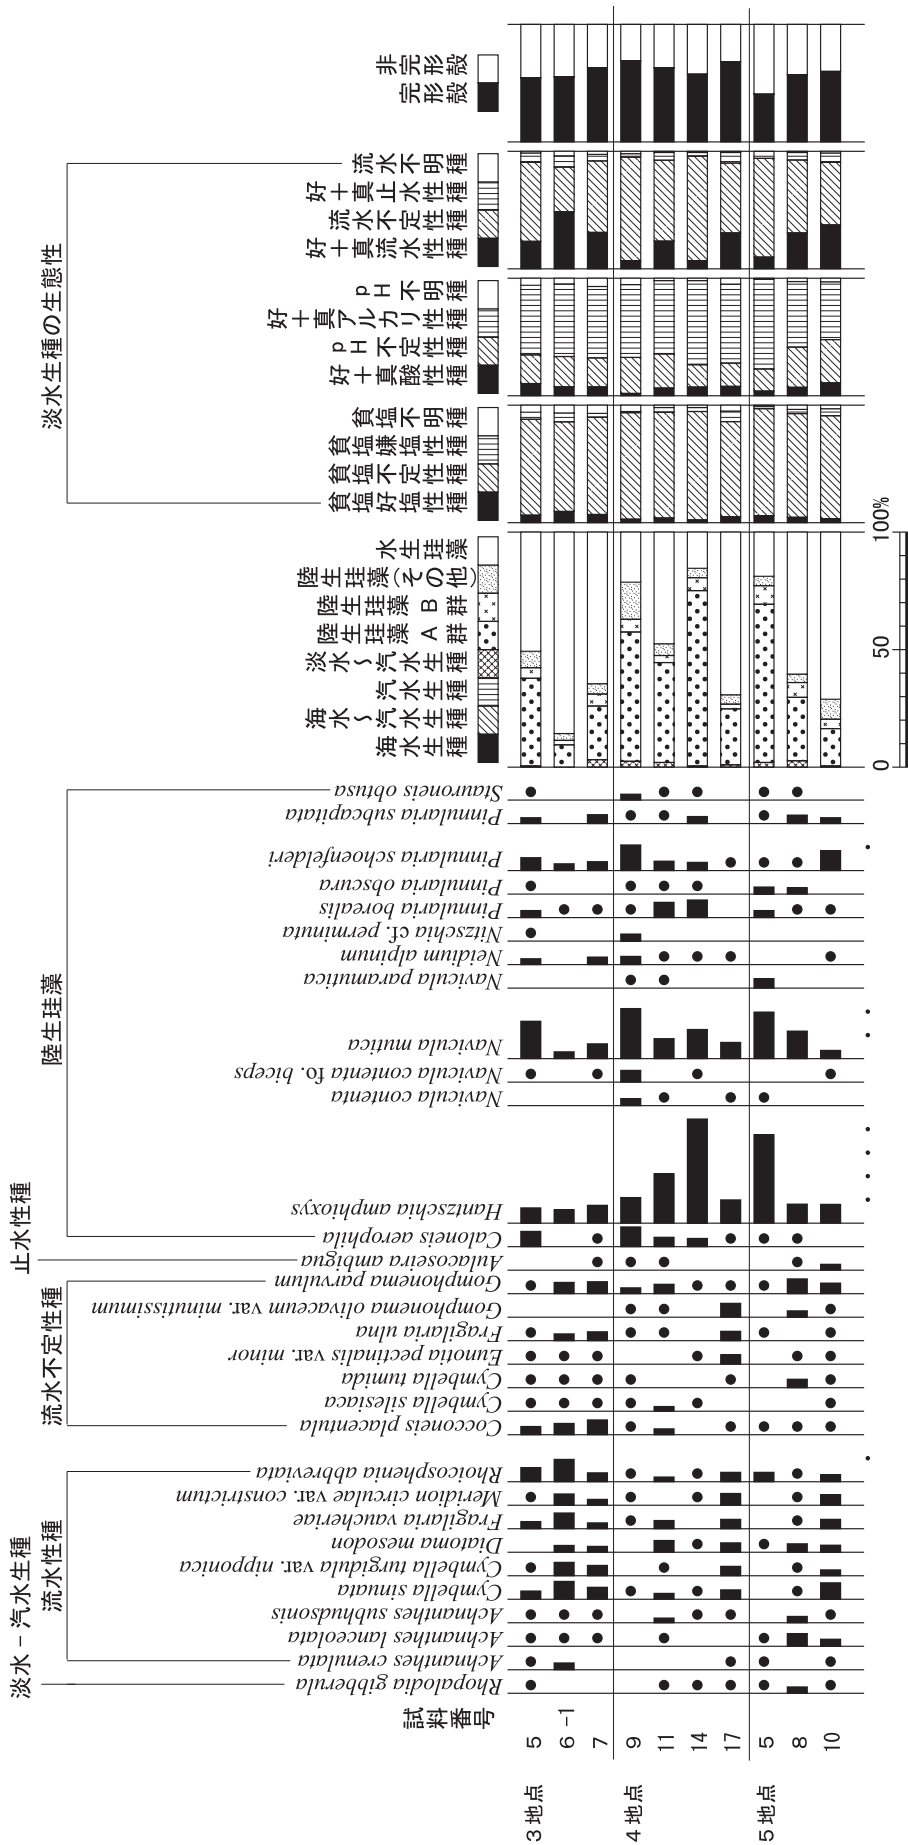 淡水-汽水生種
流水性種
流水不定性種
止水性種
陸生珪藻
淡水生種の生態性
Rhopalodia gibberula
Achnanthes crenulata
Achnanthes lanceolata
Achnanthes subhudsonis
Cymbella sinuata
Cymbella turgidula var. nipponica
Diatoma mesodon
Fragilaria vaucheriae
Meridion circulae var. constrictum
Rhoicosphenia abbreviata
Cocconeis placentula
Cymbella silesiaca
Cymbella tumida
Eunotia pectinalis var. minor
Fragilaria ulna
Gomphonema olivaceum var. minutissimum
Gomphonema parvulum
Aulacoseira ambigua
Caloneis aerophila
Hantzschia amphioxys
Navicula contenta
Navicula contenta fo. biceps
Navicula mutica
Navicula paramutica
Neidium alpinum
Nitzschia cf. perminuta
Pinnularia borealis
Pinnularia obscura
Pinnularia schoenfelderi
Pinnularia subcapitata
Stauroneis obtusa
海水生種
海水～汽水生種
汽水生種
淡水～汽水生種
陸生珪藻A群
陸生珪藻B群
陸生珪藻(その他)
水生珪藻
貧塩好塩性種
貧塩不定性種
貧塩嫌塩性種
貧塩不明種
好+真酸性種
pH不定性種
好+真アルカリ性種
pH不明種
好+真流水性種
流水不定性種
好+真止水性種
流水不明種
完形殻
非完形殻
試料番号
3地点
5
6-1
7
4地点
9
11
14
17
5地点
5
8
10
0
50
100%